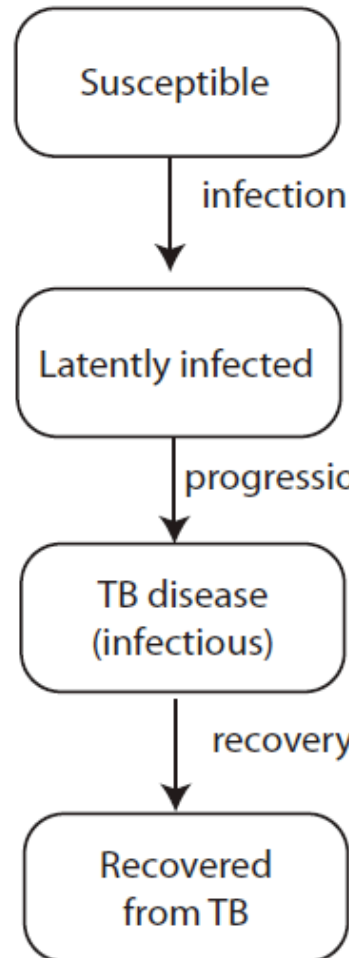 Susceptible
infection
Latently infected
progressio
TB disease
(infectious)
recovery
Recovered
from TB